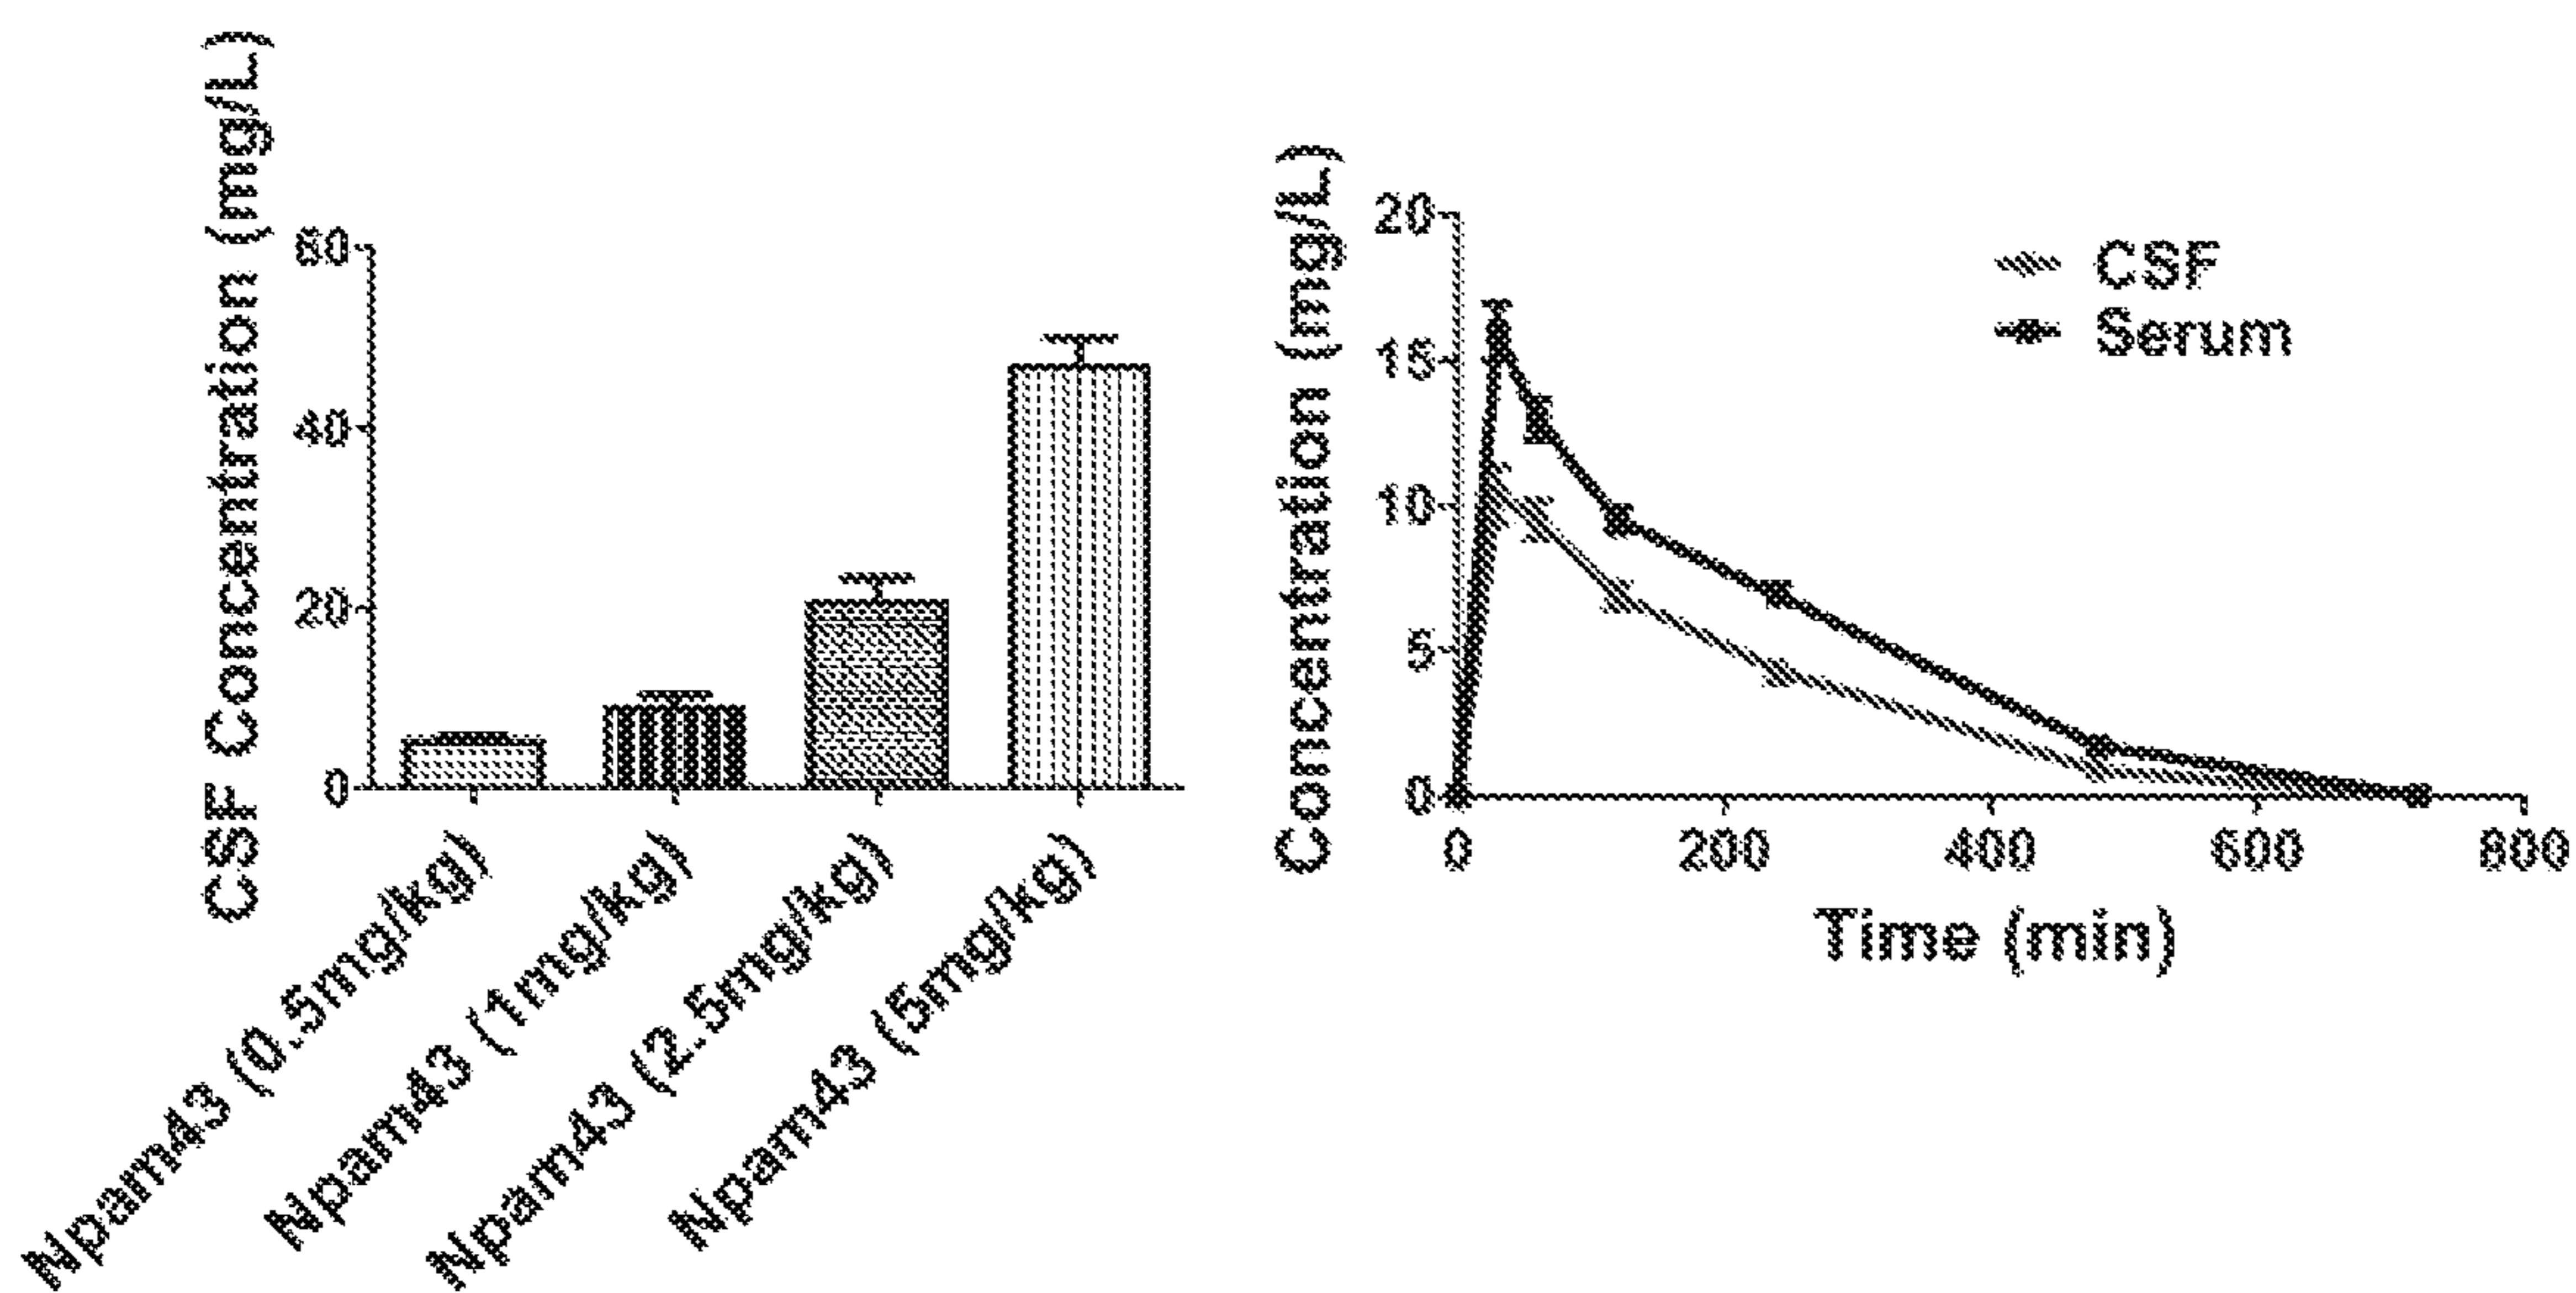 CSF Concentration (mg/L)
60
40
20
0
Npam43 (0.5mg/kg)
Npam43 (1mg/kg)
Npam43 (2.5mg/kg)
Npam43 (5mg/kg)
Concentration (mg/L)
20
15
10
5
0
0 200 400 600 800
Time (min)
CSF
Serum